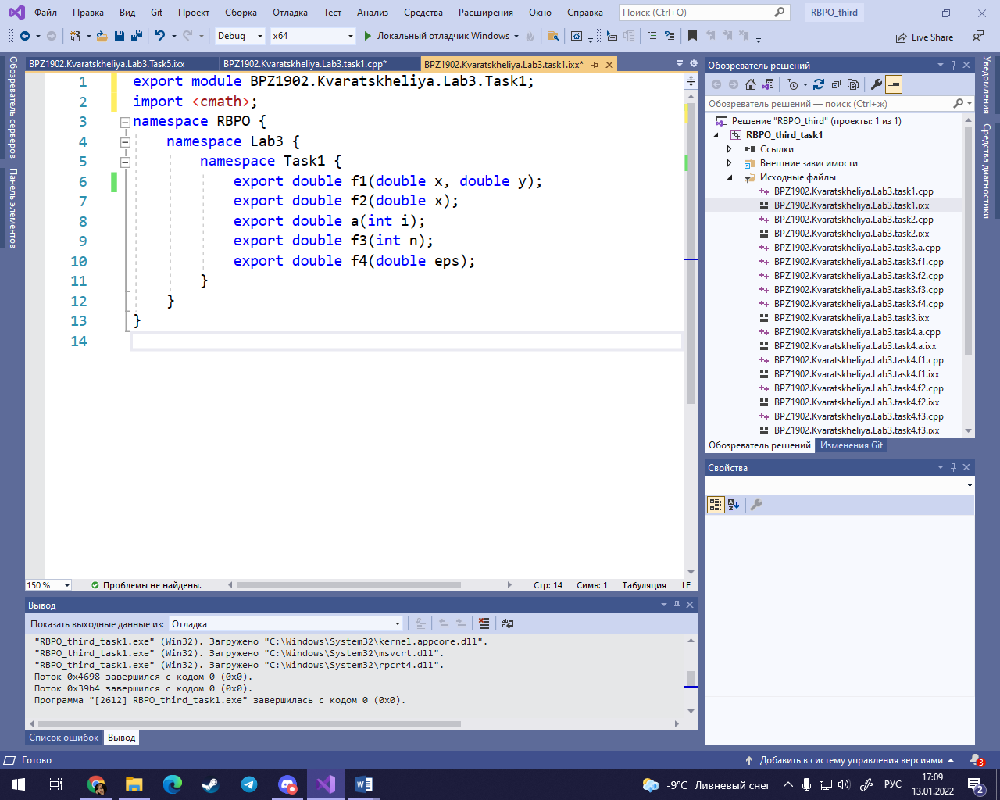 Файл Правка Вид Git Проект Сборка Отладка Тест Анализ Средства Расширения Окно Справка Поиск (Ctrl+Q) RBPO_third
Debug x64 Локальный отладчик Windows Live Share
Обозреватель серверов
Панель элементов
BPZ1902.Kvaratskheliya.Lab3.Task5.ixx BPZ1902.Kvaratskheliya.Lab3.task1.cpp* BPZ1902.Kvaratskheliya.Lab3.task1.ixx*
1 export module BPZ1902.Kvaratskheliya.Lab3.Task1;
2 import <cmath>;
3 namespace RBPO {
4 namespace Lab3 {
5 namespace Task1 {
6 export double f1(double x, double y);
7 export double f2(double x);
8 export double a(int i);
9 export double f3(int n);
10 export double f4(double eps);
11 }
12 }
13 }
14
150 % Проблемы не найдены. Стр: 14 Симв: 1 Табуляция LF
Вывод
Показать выходные данные из: Отладка
"RBPO_third_task1.exe" (Win32). Загружено "C:\Windows\System32\kernel.appcore.dll".
"RBPO_third_task1.exe" (Win32). Загружено "C:\Windows\System32\msvcrt.dll".
"RBPO_third_task1.exe" (Win32). Загружено "C:\Windows\System32\rpcrt4.dll".
Поток 0x4698 завершился с кодом 0 (0x0).
Поток 0x39b4 завершился с кодом 0 (0x0).
Программа "[2612] RBPO_third_task1.exe" завершилась с кодом 0 (0x0).
Список ошибок Вывод
Обозреватель решений
Обозреватель решений — поиск (Ctrl+ж)
Решение "RBPO_third" (проекты: 1 из 1)
RBPO_third_task1
Ссылки
Внешние зависимости
Исходные файлы
BPZ1902.Kvaratskheliya.Lab3.task1.cpp
BPZ1902.Kvaratskheliya.Lab3.task1.ixx
BPZ1902.Kvaratskheliya.Lab3.task2.cpp
BPZ1902.Kvaratskheliya.Lab3.task2.ixx
BPZ1902.Kvaratskheliya.Lab3.task3.a.cpp
BPZ1902.Kvaratskheliya.Lab3.task3.f1.cpp
BPZ1902.Kvaratskheliya.Lab3.task3.f2.cpp
BPZ1902.Kvaratskheliya.Lab3.task3.f3.cpp
BPZ1902.Kvaratskheliya.Lab3.task3.f4.cpp
BPZ1902.Kvaratskheliya.Lab3.task3.ixx
BPZ1902.Kvaratskheliya.Lab3.task4.a.cpp
BPZ1902.Kvaratskheliya.Lab3.task4.a.ixx
BPZ1902.Kvaratskheliya.Lab3.task4.f1.cpp
BPZ1902.Kvaratskheliya.Lab3.task4.f1.ixx
BPZ1902.Kvaratskheliya.Lab3.task4.f2.cpp
BPZ1902.Kvaratskheliya.Lab3.task4.f2.ixx
BPZ1902.Kvaratskheliya.Lab3.task4.f3.cpp
BPZ1902.Kvaratskheliya.Lab3.task4.f3.ixx
Обозреватель решений Изменения Git
Свойства
Уведомления
Средства диагностики
Готово Добавить в систему управления версиями 3
-9°C Ливневый снег РУС 17:09
13.01.2022 2